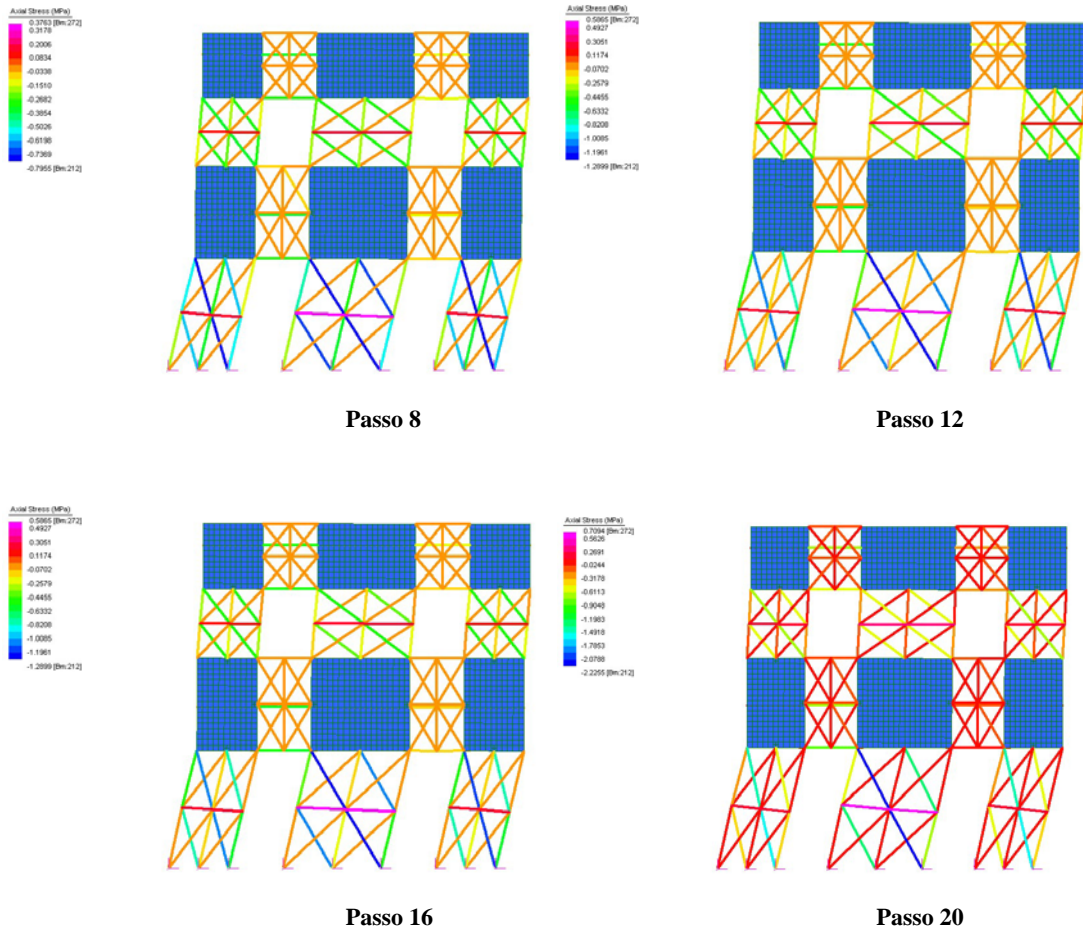 Axial Stress (MPa)
0.3763 [Bm:272]
0.3178
0.2006
0.0834
-0.0338
-0.1510
-0.2682
-0.3854
-0.5026
-0.6198
-0.7369
-0.7955 [Bm:212]
Passo 8
Axial Stress (MPa)
0.5865 [Bm:272]
0.4927
0.3051
0.1174
-0.0702
-0.2579
-0.4455
-0.6332
-0.8208
-1.0085
-1.1961
-1.2899 [Bm:212]
Passo 12
Axial Stress (MPa)
0.5865 [Bm:272]
0.4927
0.3051
0.1174
-0.0702
-0.2579
-0.4455
-0.6332
-0.8208
-1.0085
-1.1961
-1.2899 [Bm:212]
Passo 16
Axial Stress (MPa)
0.7094 [Bm:272]
0.5626
0.2691
-0.0244
-0.3178
-0.6113
-0.9048
-1.1983
-1.4918
-1.7853
-2.0788
-2.2255 [Bm:212]
Passo 20